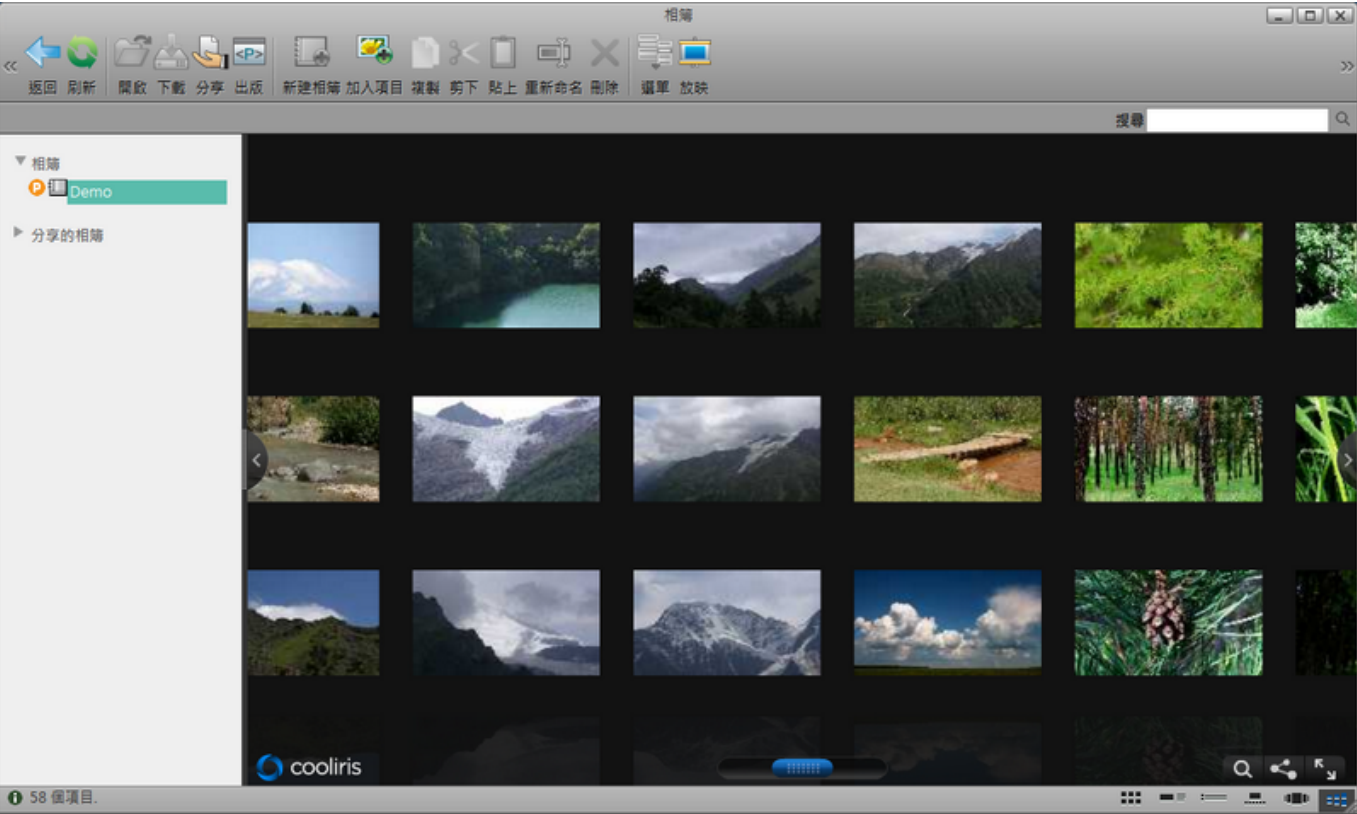 相簿
返回 刷新 開啟 下載 分享 出版 新建相簿 加入項目 複製 剪下 貼上 重新命名 刪除 選單 放映
搜尋
相簿
Demo
分享的相簿
cooliris
58 個項目.